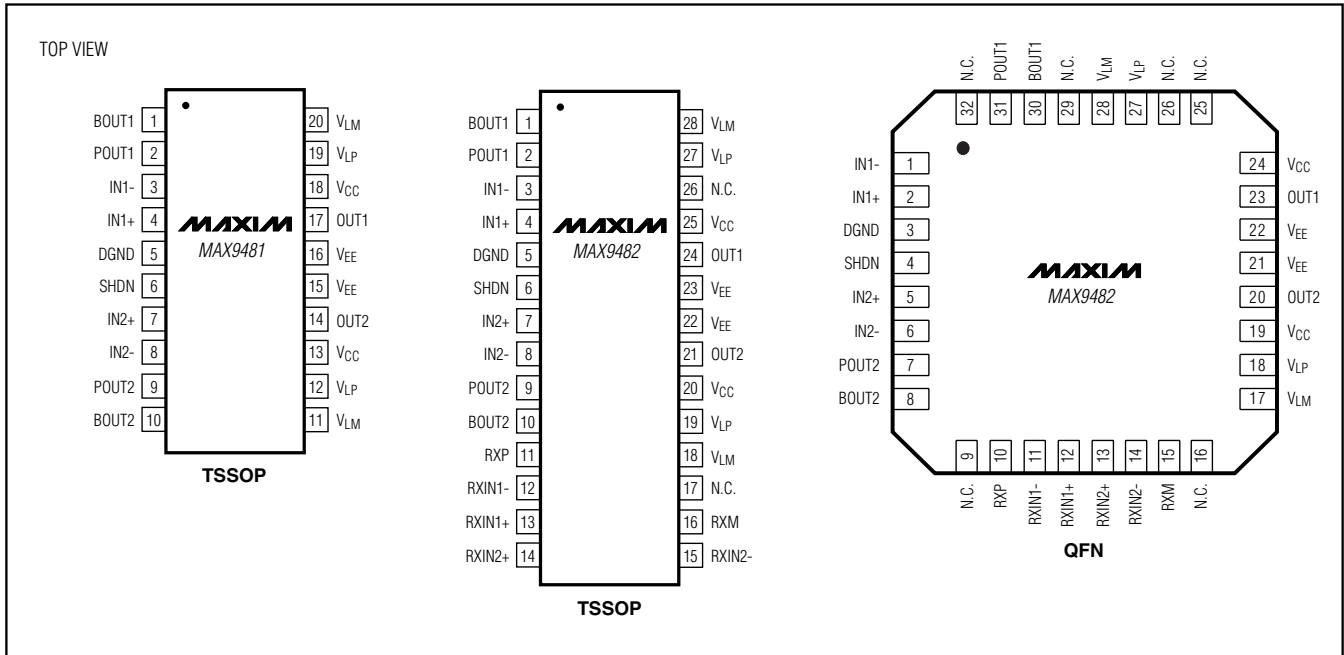 TOP VIEW
BOUT1 1
POUT1 2
IN1- 3
IN1+ 4
DGND 5
SHDN 6
IN2+ 7
IN2- 8
POUT2 9
BOUT2 10
MAXIM
MAX9481
20 VLM
19 VLP
18 VCC
17 OUT1
16 VEE
15 VEE
14 OUT2
13 VCC
12 VLP
11 VLM
TSSOP
BOUT1 1
POUT1 2
IN1- 3
IN1+ 4
DGND 5
SHDN 6
IN2+ 7
IN2- 8
POUT2 9
BOUT2 10
RXP 11
RXIN1- 12
RXIN1+ 13
RXIN2+ 14
MAXIM
MAX9482
28 VLM
27 VLP
26 N.C.
25 VCC
24 OUT1
23 VEE
22 VEE
21 OUT2
20 VCC
19 VLP
18 VLM
17 N.C.
16 RXM
15 RXIN2-
TSSOP
N.C. 32
POUT1 31
BOUT1 30
N.C. 29
VLM 28
VLP 27
N.C. 26
N.C. 25
IN1- 1
IN1+ 2
DGND 3
SHDN 4
IN2+ 5
IN2- 6
POUT2 7
BOUT2 8
MAXIM
MAX9482
24 VCC
23 OUT1
22 VEE
21 VEE
20 OUT2
19 VCC
18 VLP
17 VLM
N.C. 9
RXP 10
RXIN1- 11
RXIN1+ 12
RXIN2+ 13
RXIN2- 14
RXM 15
N.C. 16
QFN